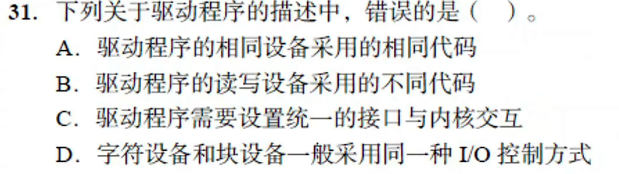 31. 下列关于驱动程序的描述中，错误的是（ ）。
A. 驱动程序的相同设备采用的相同代码
B. 驱动程序的读写设备采用的不同代码
C. 驱动程序需要设置统一的接口与内核交互
D. 字符设备和块设备一般采用同一种 I/O 控制方式